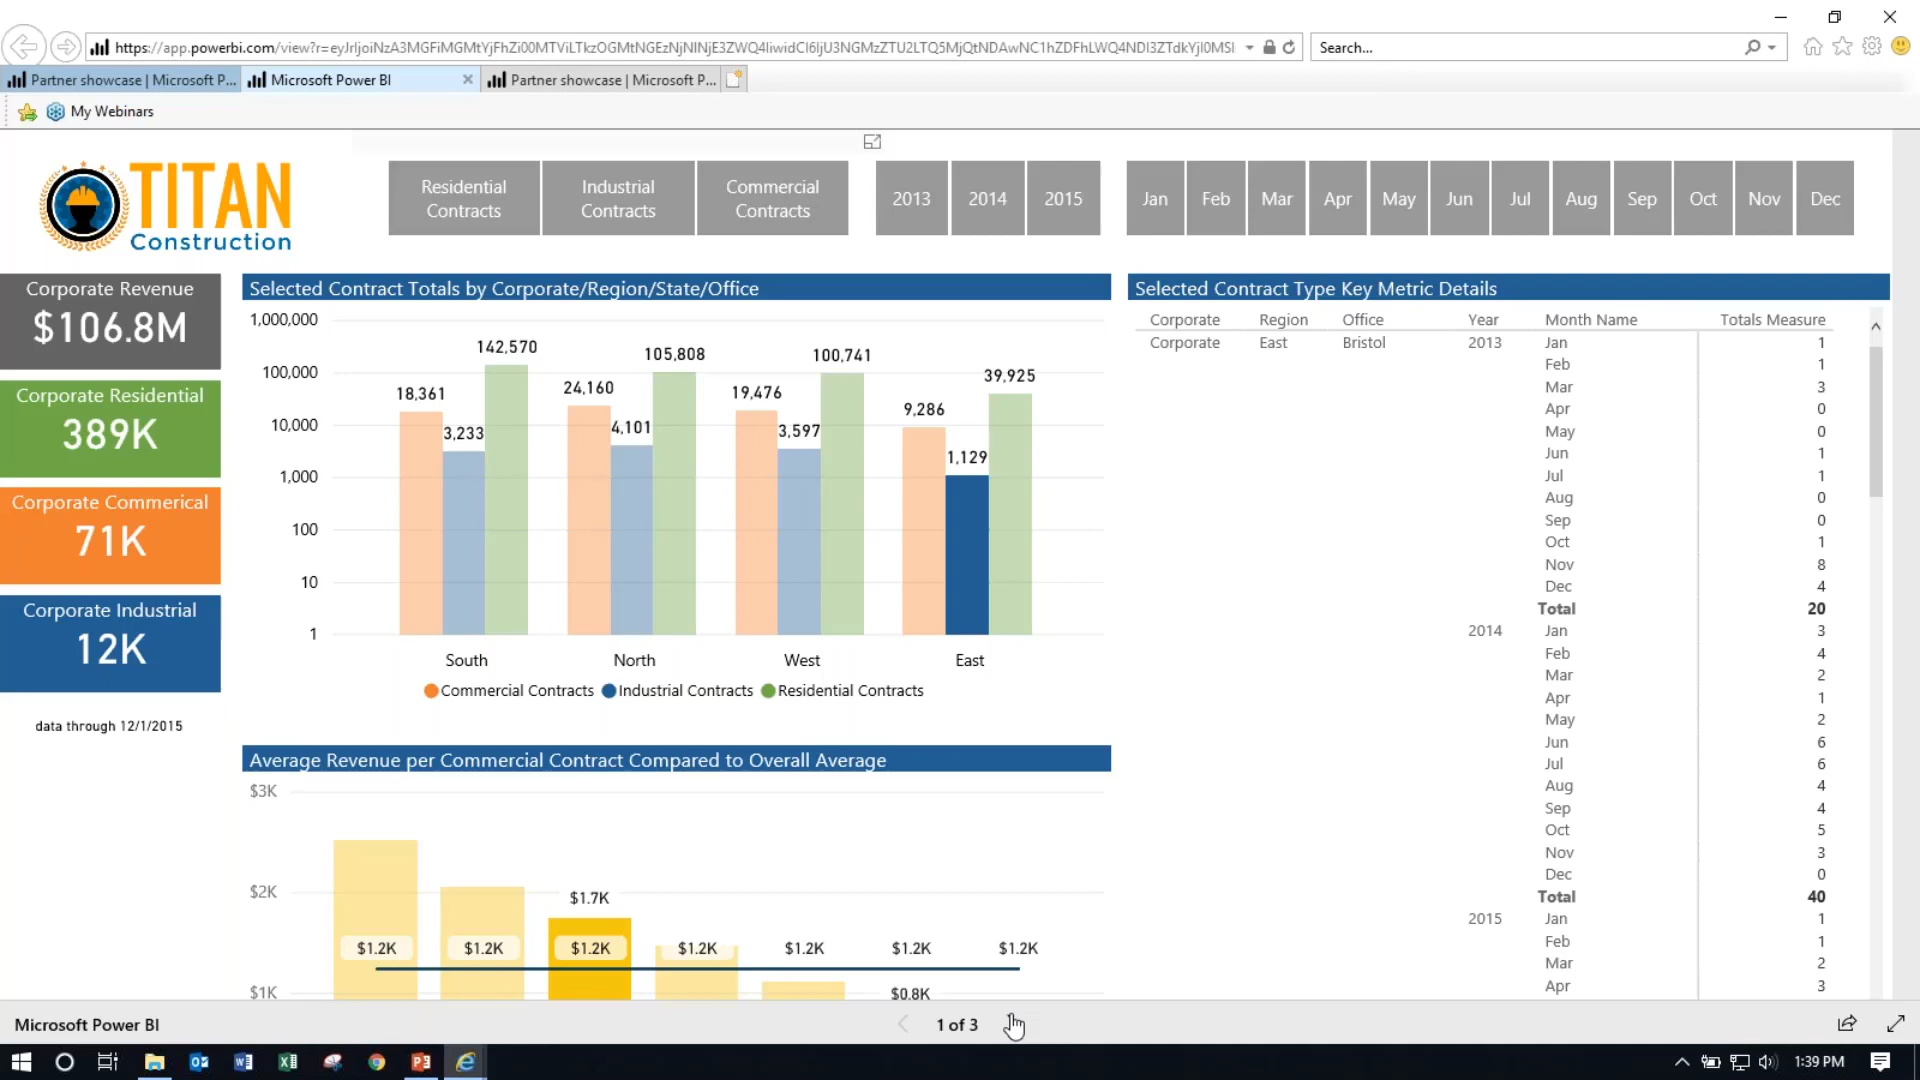 https://app.powerbi.com/view?r=eyJrIjoiNzA3MGFiMGMtYjFhZi00MTViLTkzOGMtNGEzNjNlNjE3ZWQ4IiwidCI6IjU3NGMzZTU2LTQ5MjQtNDAwNC1hZDFhLWQ4NDI3ZTdkYjI0MSI
Search...
Partner showcase | Microsoft P...
Microsoft Power BI
Partner showcase | Microsoft P...
My Webinars
TITAN
Construction
Residential Contracts
Industrial Contracts
Commercial Contracts
2013 2014 2015
Jan Feb Mar Apr May Jun Jul Aug Sep Oct Nov Dec
Corporate Revenue
$106.8M
Corporate Residential
389K
Corporate Commerical
71K
Corporate Industrial
12K
data through 12/1/2015
Selected Contract Totals by Corporate/Region/State/Office
1,000,000
100,000
10,000
1,000
100
10
1
18,361 3,233 142,570
24,160 4,101 105,808
19,476 3,597 100,741
9,286 1,129 39,925
South North West East
Commercial Contracts Industrial Contracts Residential Contracts
Average Revenue per Commercial Contract Compared to Overall Average
$3K
$2K
$1K
$1.7K
$1.2K $1.2K $1.2K $1.2K $1.2K $1.2K $1.2K
$0.8K
Selected Contract Type Key Metric Details
Corporate Region Office Year Month Name Totals Measure
Corporate East Bristol 2013 Jan 1
Feb 1
Mar 3
Apr 0
May 0
Jun 1
Jul 1
Aug 0
Sep 0
Oct 1
Nov 8
Dec 4
Total 20
2014 Jan 3
Feb 4
Mar 2
Apr 1
May 2
Jun 6
Jul 6
Aug 4
Sep 4
Oct 5
Nov 3
Dec 0
Total 40
2015 Jan 1
Feb 1
Mar 2
Apr 3
Microsoft Power BI
1 of 3
1:39 PM